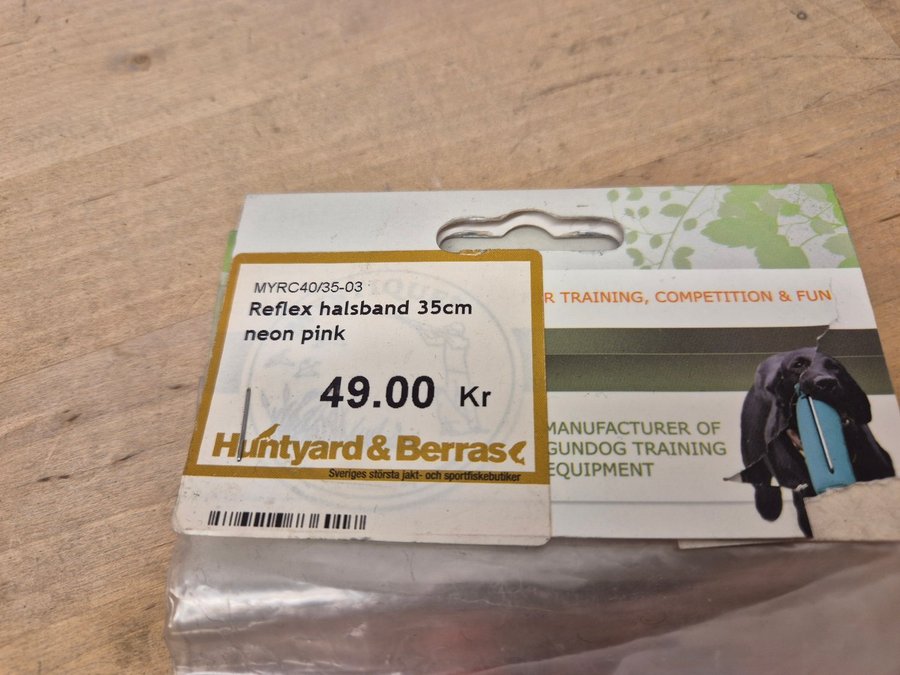 MYRC40/35-03
Reflex halsband 35cm
neon pink
49.00 Kr
Huntyard & Berras
Sveriges största jakt- och sportfiskebutiker
R TRAINING, COMPETITION & FUN
MANUFACTURER OF
GUNDOG TRAINING
EQUIPMENT